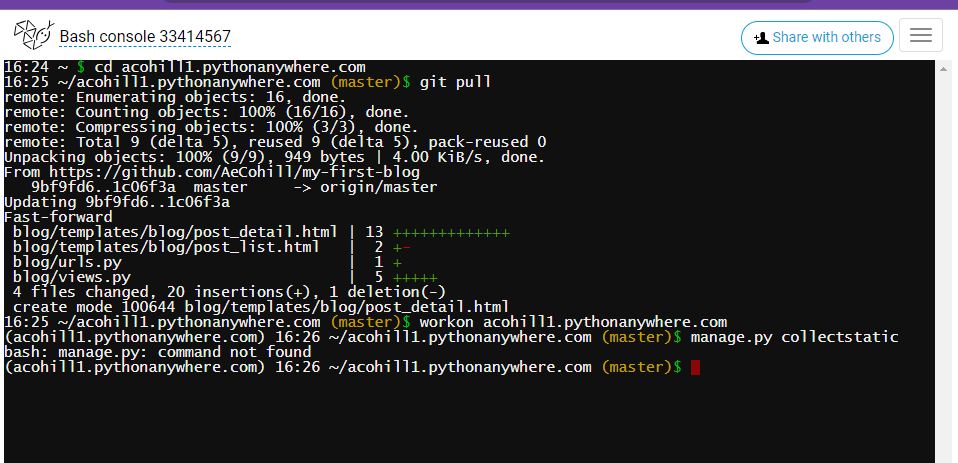 Bash console 33414567
Share with others
16:24 ~ $ cd acohill1.pythonanywhere.com
16:25 ~/acohill1.pythonanywhere.com (master)$ git pull
remote: Enumerating objects: 16, done.
remote: Counting objects: 100% (16/16), done.
remote: Compressing objects: 100% (3/3), done.
remote: Total 9 (delta 5), reused 9 (delta 5), pack-reused 0
Unpacking objects: 100% (9/9), 949 bytes | 4.00 KiB/s, done.
From https://github.com/AeCohill/my-first-blog
   9bf9fd6..1c06f3a  master     -> origin/master
Updating 9bf9fd6..1c06f3a
Fast-forward
 blog/templates/blog/post_detail.html | 13 +++++++++++++
 blog/templates/blog/post_list.html   |  2 +-
 blog/urls.py                         |  1 +
 blog/views.py                        |  5 +++++
 4 files changed, 20 insertions(+), 1 deletion(-)
 create mode 100644 blog/templates/blog/post_detail.html
16:25 ~/acohill1.pythonanywhere.com (master)$ workon acohill1.pythonanywhere.com
(acohill1.pythonanywhere.com) 16:26 ~/acohill1.pythonanywhere.com (master)$ manage.py collectstatic
bash: manage.py: command not found
(acohill1.pythonanywhere.com) 16:26 ~/acohill1.pythonanywhere.com (master)$